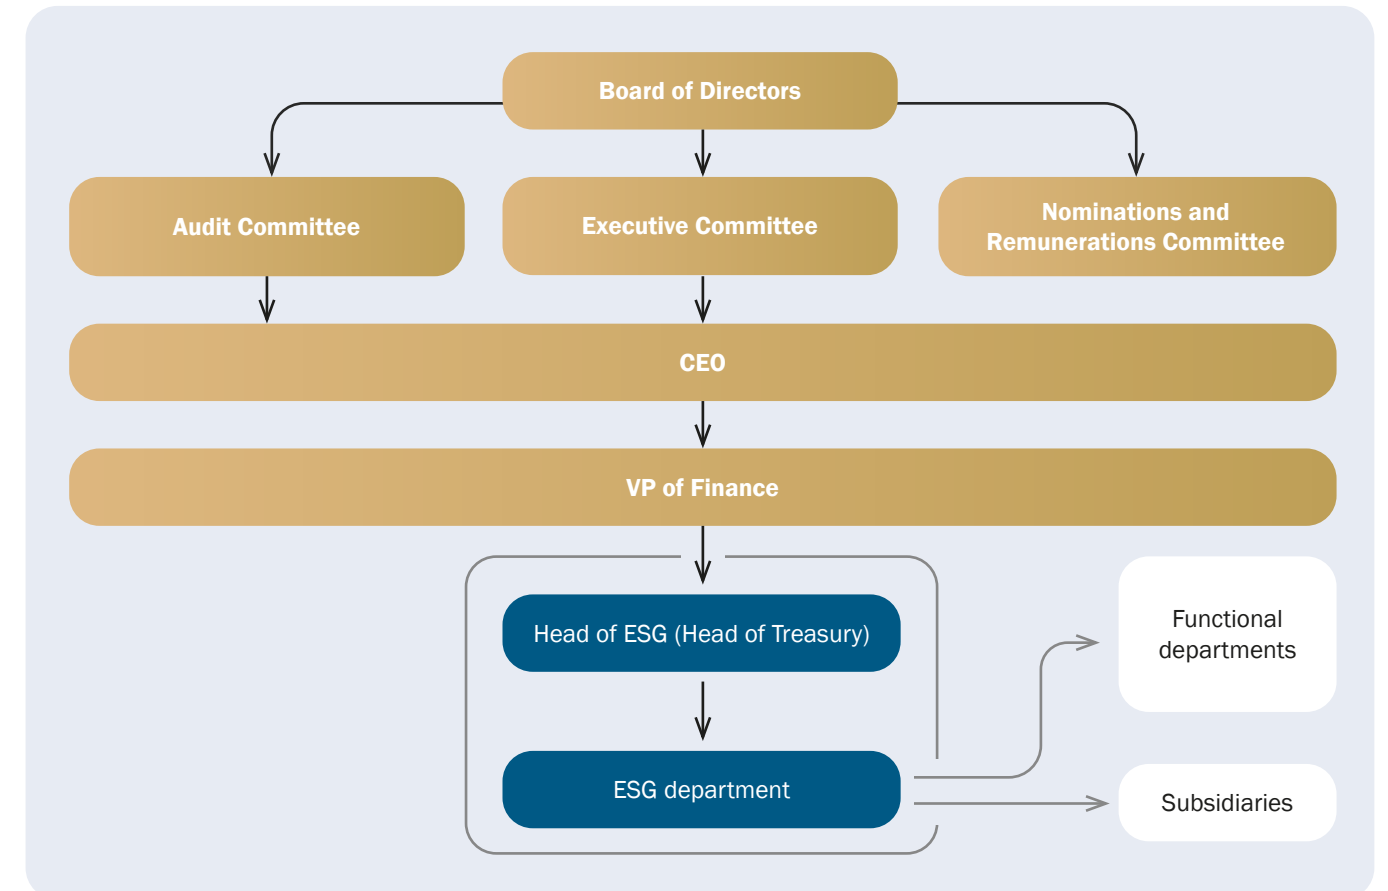 Board of Directors
Audit Committee
Executive Committee
Nominations and
Remunerations Committee
CEO
VP of Finance
Head of ESG (Head of Treasury)
Functional
departments
ESG department
Subsidiaries